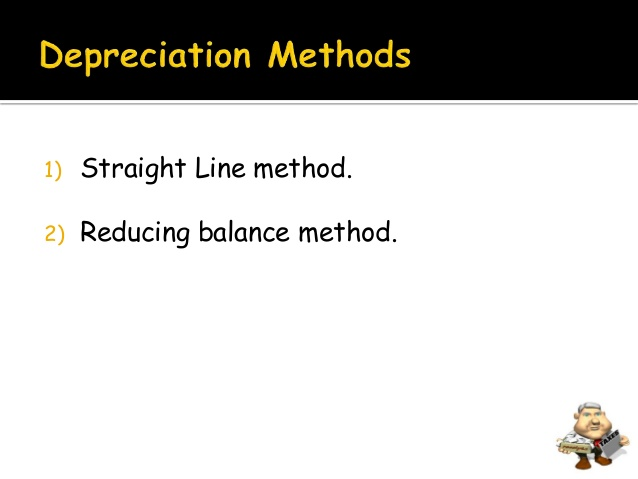 Depreciation Methods
1) Straight Line method.
2) Reducing balance method.